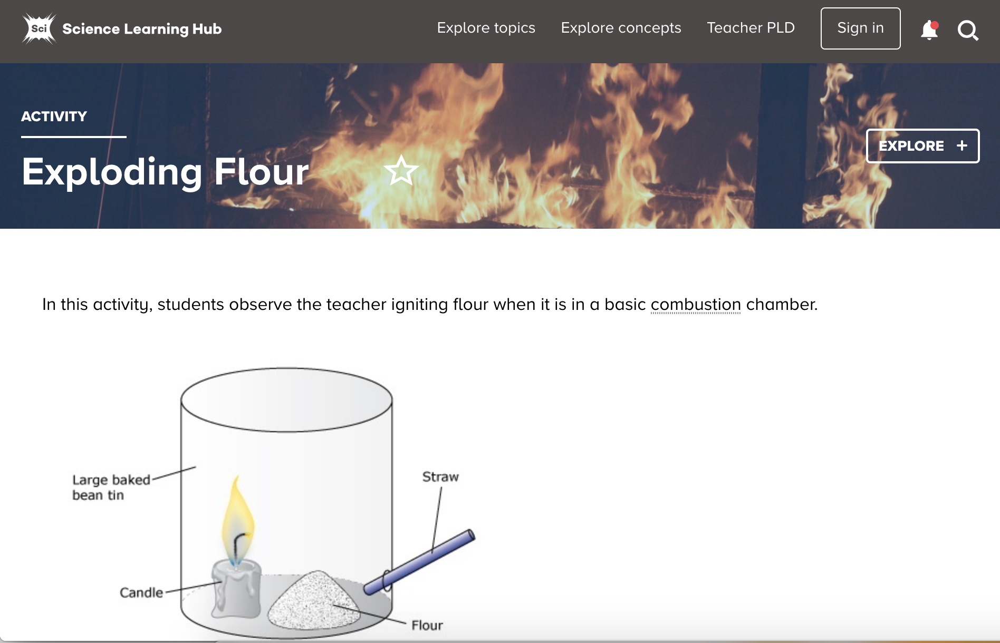 Sci Science Learning Hub
Explore topics
Explore concepts
Teacher PLD
Sign in
ACTIVITY
EXPLORE +
Exploding Flour
In this activity, students observe the teacher igniting flour when it is in a basic combustion chamber.
Large baked
bean tin
Straw
Candle
Flour